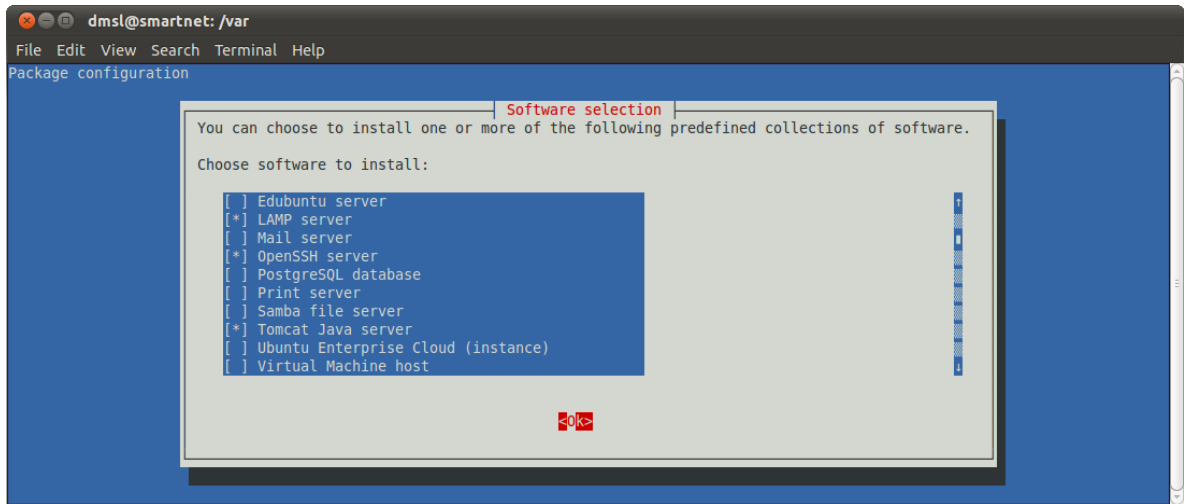 dmsl@smartnet: /var
File Edit View Search Terminal Help
Package configuration
Software selection
You can choose to install one or more of the following predefined collections of software.
Choose software to install:
[ ] Edubuntu server
[*] LAMP server
[ ] Mail server
[*] OpenSSH server
[ ] PostgreSQL database
[ ] Print server
[ ] Samba file server
[*] Tomcat Java server
[ ] Ubuntu Enterprise Cloud (instance)
[ ] Virtual Machine host
<Ok>